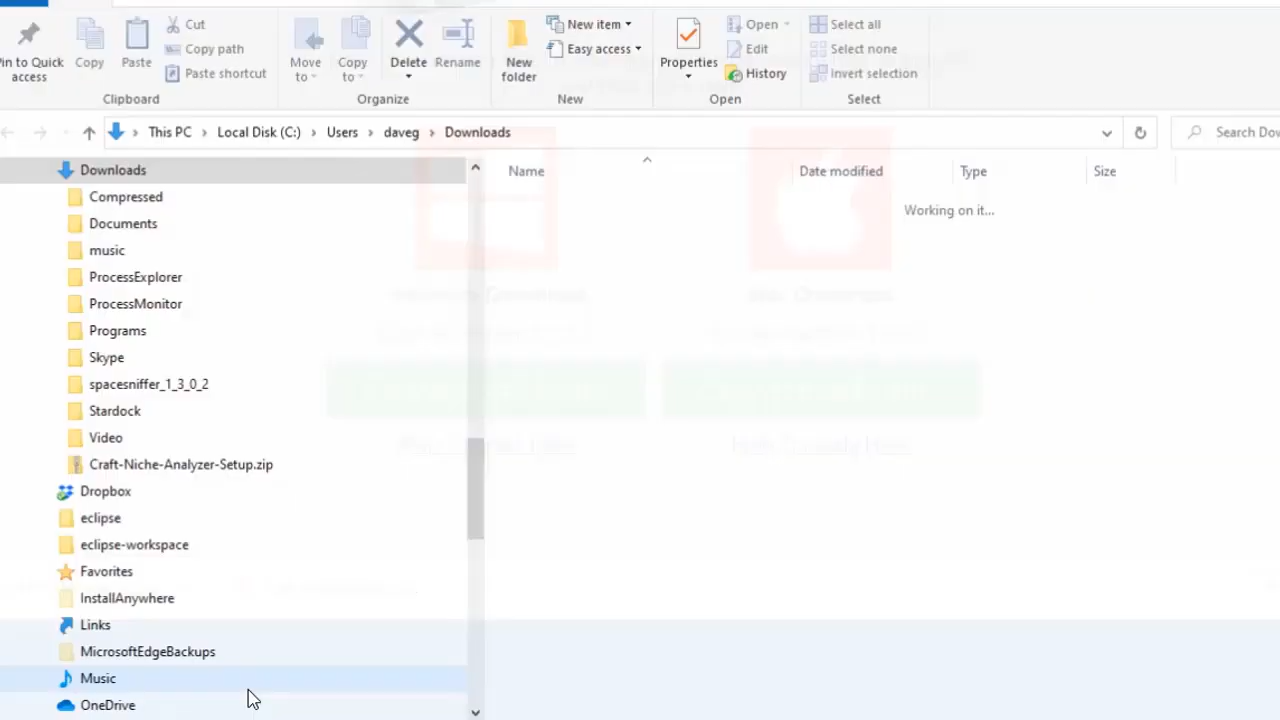 Cut
New item
Open
Select all
Copy path
Easy access
Edit
Select none
Pin to Quick access
Copy
Paste
Paste shortcut
Move to
Copy to
Delete
Rename
New folder
Properties
History
Invert selection
Clipboard
Organize
New
Open
Select
This PC > Local Disk (C:) > Users > daveg > Downloads
Search Dow
Downloads
Name
Date modified
Type
Size
Compressed
Working on it...
Documents
music
ProcessExplorer
ProcessMonitor
Programs
Skype
spacesniffer_1_3_0_2
Stardock
Video
Craft-Niche-Analyzer-Setup.zip
Dropbox
eclipse
eclipse-workspace
Favorites
InstallAnywhere
Links
MicrosoftEdgeBackups
Music
OneDrive